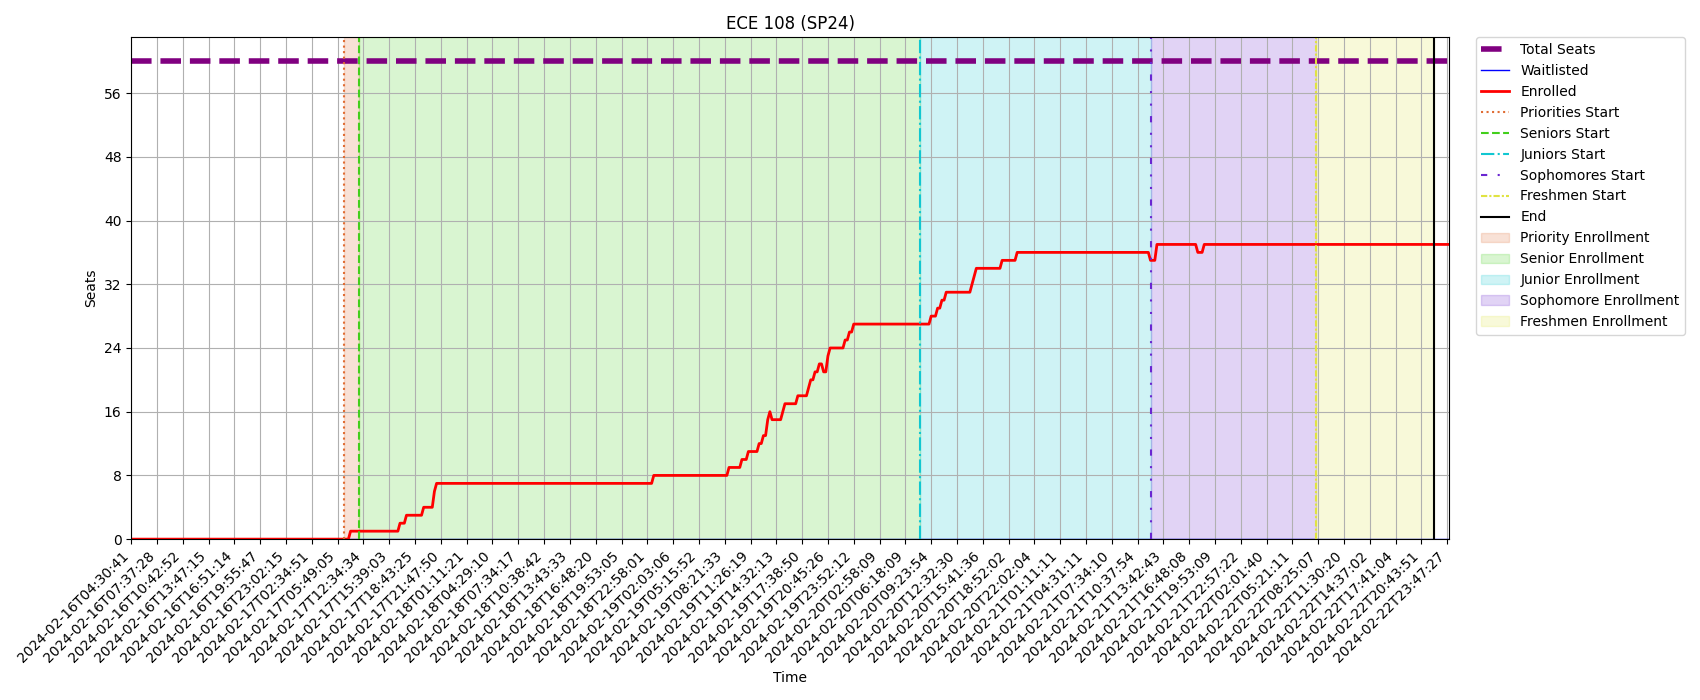 ECE 108 (SP24)
Total Seats
Waitlisted
Enrolled
Priorities Start
Seniors Start
Juniors Start
Sophomores Start
Freshmen Start
End
Priority Enrollment
Senior Enrollment
Junior Enrollment
Sophomore Enrollment
Freshmen Enrollment
Seats
56
48
40
32
24
16
8
0
2024-02-16T04:30:41
2024-02-16T07:37:28
2024-02-16T10:42:52
2024-02-16T13:47:15
2024-02-16T16:51:14
2024-02-16T19:55:47
2024-02-16T23:02:15
2024-02-17T02:34:51
2024-02-17T05:49:05
2024-02-17T12:34:34
2024-02-17T15:39:03
2024-02-17T18:43:25
2024-02-17T21:47:50
2024-02-18T01:11:21
2024-02-18T04:29:10
2024-02-18T07:34:17
2024-02-18T10:38:42
2024-02-18T13:43:33
2024-02-18T16:48:20
2024-02-18T19:53:05
2024-02-18T22:58:01
2024-02-19T02:03:06
2024-02-19T05:15:52
2024-02-19T08:21:33
2024-02-19T11:26:19
2024-02-19T14:32:13
2024-02-19T17:38:50
2024-02-19T20:45:26
2024-02-19T23:52:12
2024-02-20T02:58:09
2024-02-20T06:18:09
2024-02-20T09:23:54
2024-02-20T12:32:30
2024-02-20T15:41:36
2024-02-20T18:52:02
2024-02-20T22:02:04
2024-02-21T01:11:11
2024-02-21T04:31:11
2024-02-21T07:34:10
2024-02-21T10:37:54
2024-02-21T13:42:43
2024-02-21T16:48:08
2024-02-21T19:53:09
2024-02-21T22:57:22
2024-02-22T02:01:40
2024-02-22T05:21:11
2024-02-22T08:25:07
2024-02-22T11:30:20
2024-02-22T14:37:02
2024-02-22T17:41:04
2024-02-22T20:43:51
2024-02-22T23:47:27
Time